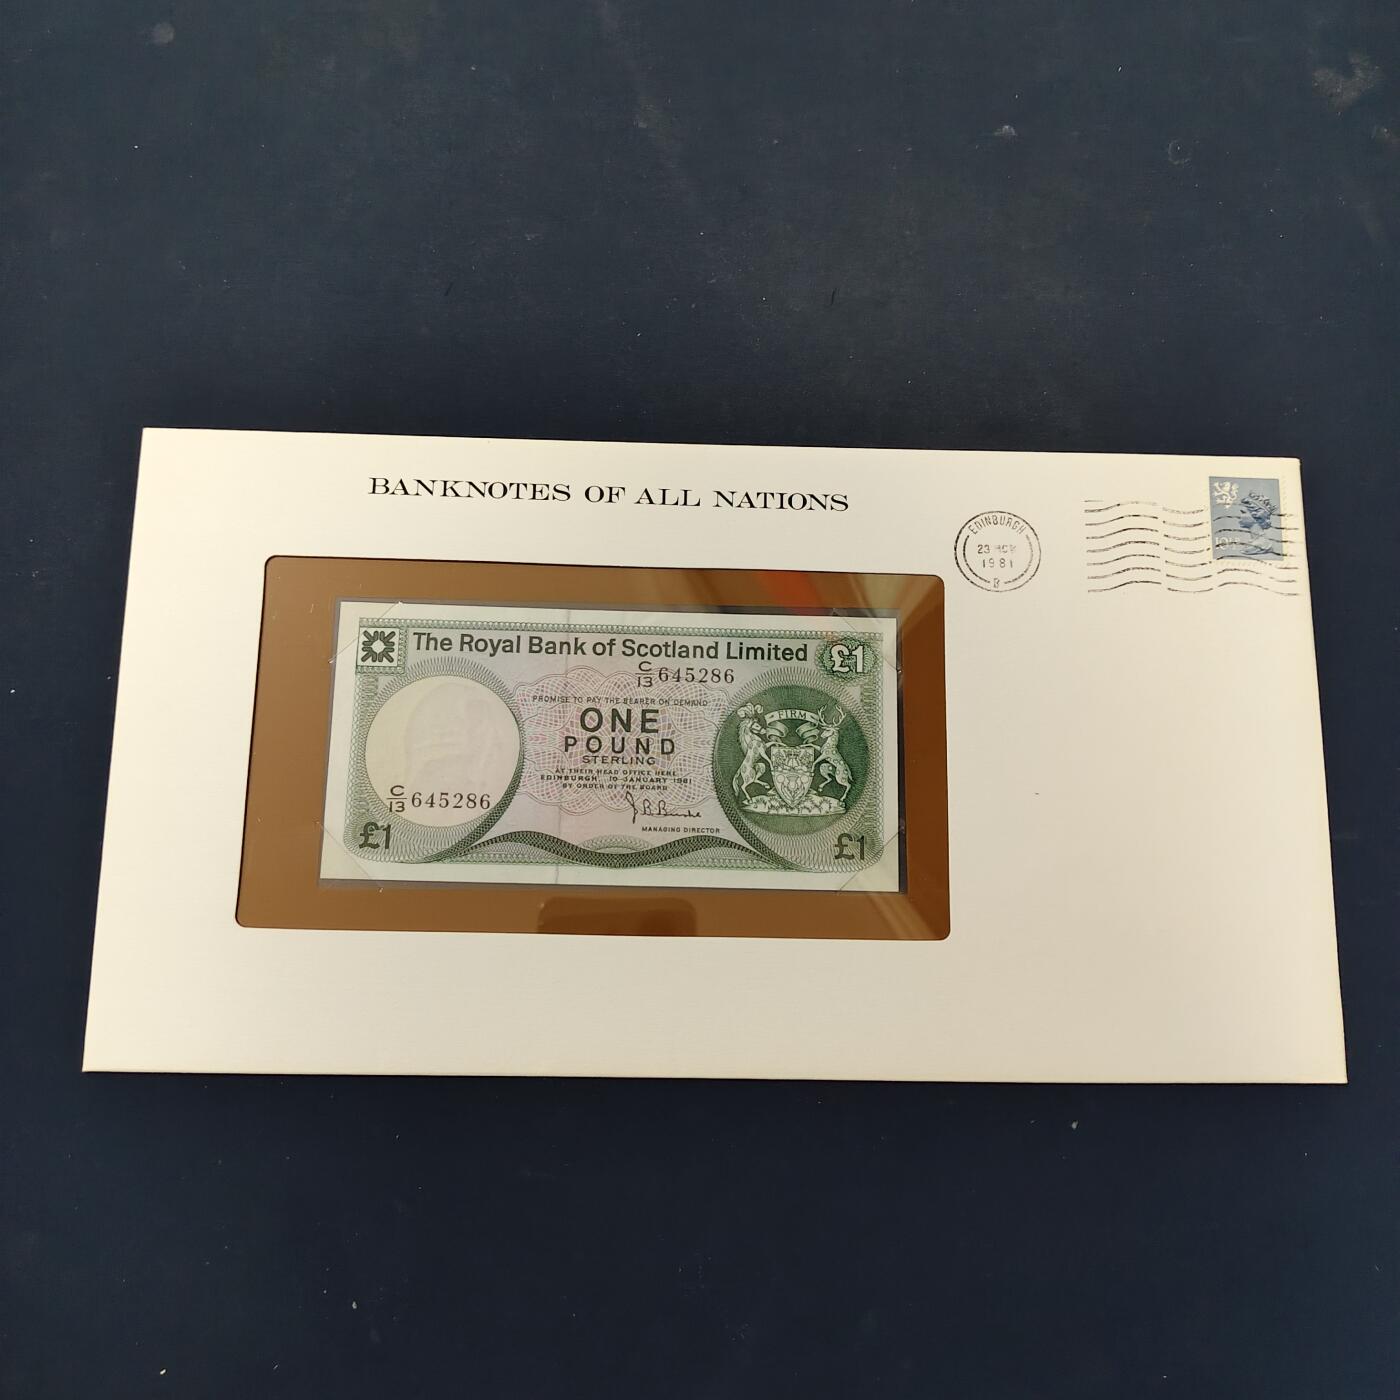 BANKNOTES OF ALL NATIONS
EDINBURGH
23 NOV
1981
B
The Royal Bank of Scotland Limited
£1
C/13 645286
PROMISE TO PAY THE BEARER ON DEMAND
ONE
POUND
STERLING
AT THEIR HEAD OFFICE HERE
EDINBURGH, 10 JANUARY 1981
BY ORDER OF THE BOARD
MANAGING DIRECTOR
FIRM
C/13 645286
£1
£1